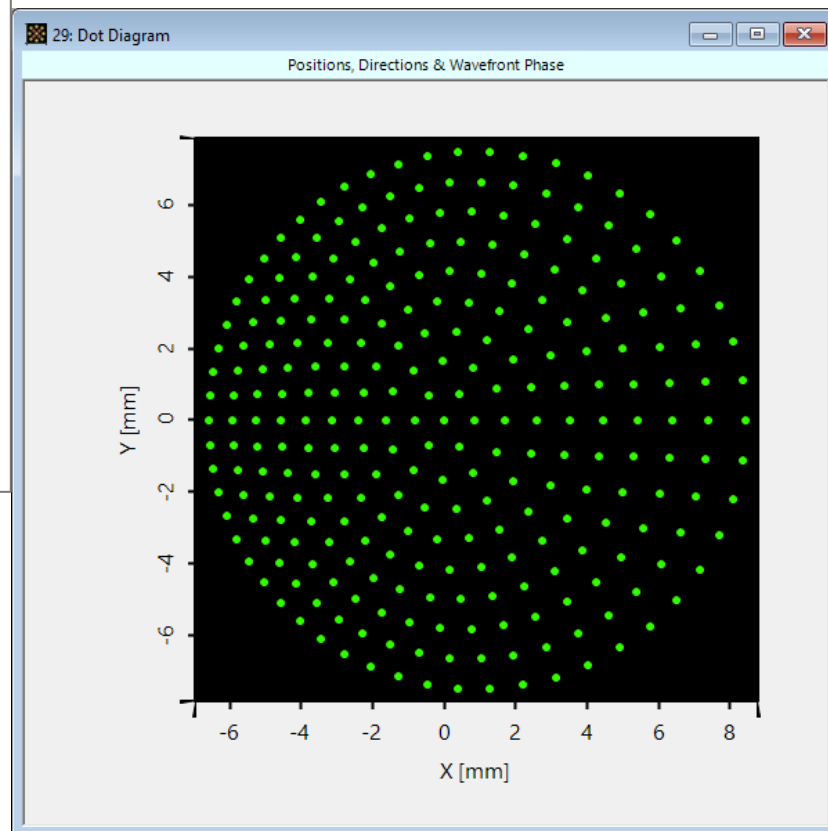 29: Dot Diagram
Positions, Directions & Wavefront Phase
6
4
2
0
-2
-4
-6
Y [mm]
-6 -4 -2 0 2 4 6 8
X [mm]